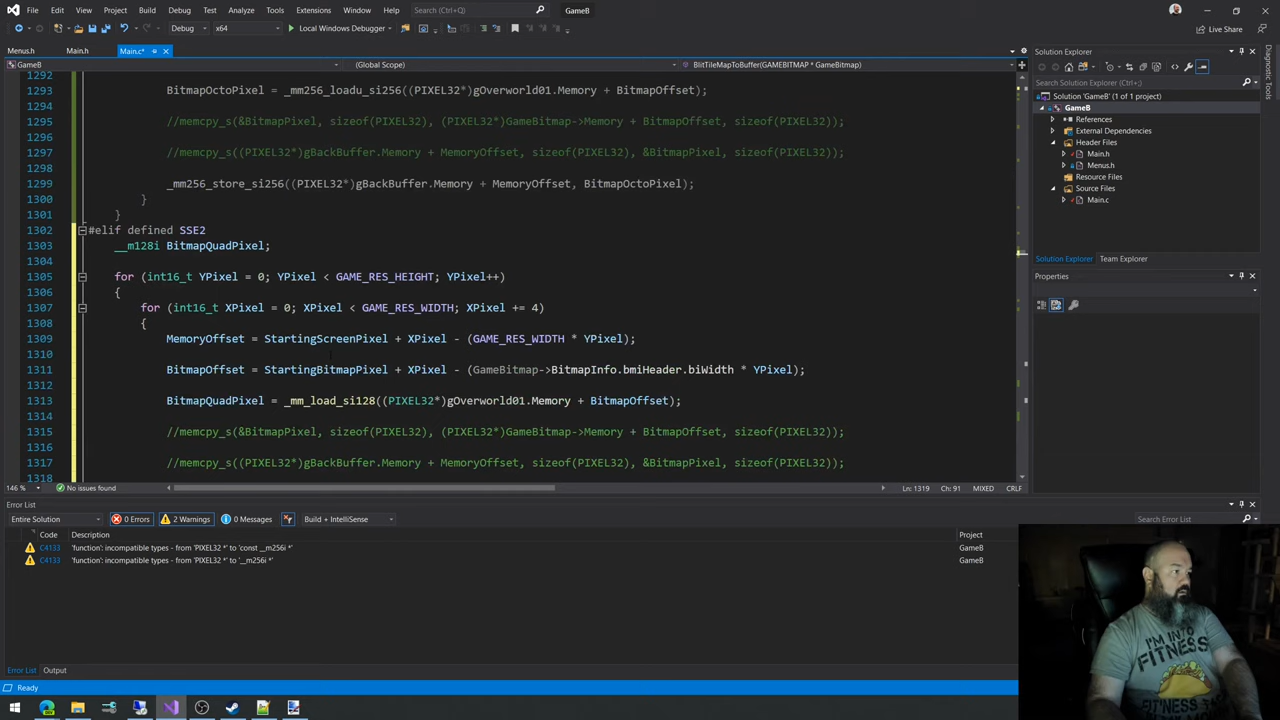 File Edit View Git Project Build Debug Test Analyze Tools Extensions Window Help Search (Ctrl+Q) GameB
Debug x64 Local Windows Debugger Live Share
Menus.h Main.h Main.c*
GameB (Global Scope) BlitTileMapToBuffer(GAMEBITMAP * GameBitmap)
1292
1293 BitmapOctoPixel = _mm256_loadu_si256((PIXEL32*)gOverworld01.Memory + BitmapOffset);
1294
1295 //memcpy_s(&BitmapPixel, sizeof(PIXEL32), (PIXEL32*)GameBitmap->Memory + BitmapOffset, sizeof(PIXEL32));
1296
1297 //memcpy_s((PIXEL32*)gBackBuffer.Memory + MemoryOffset, sizeof(PIXEL32), &BitmapPixel, sizeof(PIXEL32));
1298
1299 _mm256_store_si256((PIXEL32*)gBackBuffer.Memory + MemoryOffset, BitmapOctoPixel);
1300 }
1301 }
1302 #elif defined SSE2
1303 __m128i BitmapQuadPixel;
1304
1305 for (int16_t YPixel = 0; YPixel < GAME_RES_HEIGHT; YPixel++)
1306 {
1307 for (int16_t XPixel = 0; XPixel < GAME_RES_WIDTH; XPixel += 4)
1308 {
1309 MemoryOffset = StartingScreenPixel + XPixel - (GAME_RES_WIDTH * YPixel);
1310
1311 BitmapOffset = StartingBitmapPixel + XPixel - (GameBitmap->BitmapInfo.bmiHeader.biWidth * YPixel);
1312
1313 BitmapQuadPixel = _mm_load_si128((PIXEL32*)gOverworld01.Memory + BitmapOffset);
1314
1315 //memcpy_s(&BitmapPixel, sizeof(PIXEL32), (PIXEL32*)GameBitmap->Memory + BitmapOffset, sizeof(PIXEL32));
1316
1317 //memcpy_s((PIXEL32*)gBackBuffer.Memory + MemoryOffset, sizeof(PIXEL32), &BitmapPixel, sizeof(PIXEL32));
1318
146 % No issues found Ln: 1319 Ch: 91 MIXED CRLF
Error List
Entire Solution 0 Errors 2 Warnings 0 Messages Build + IntelliSense Search Error List
Code Description Project
C4133 'function': incompatible types - from 'PIXEL32 *' to 'const __m256i *' GameB
C4133 'function': incompatible types - from 'PIXEL32 *' to '__m256i *' GameB
Error List Output
Ready
Solution Explorer
Search Solution Explorer (Ctrl+;)
Solution 'GameB' (1 of 1 project)
GameB
References
External Dependencies
Header Files
Main.h
Menus.h
Resource Files
Source Files
Main.c
Solution Explorer Team Explorer
Properties
Diagnostic Tools
I'M INTO
FITNESS
TACO